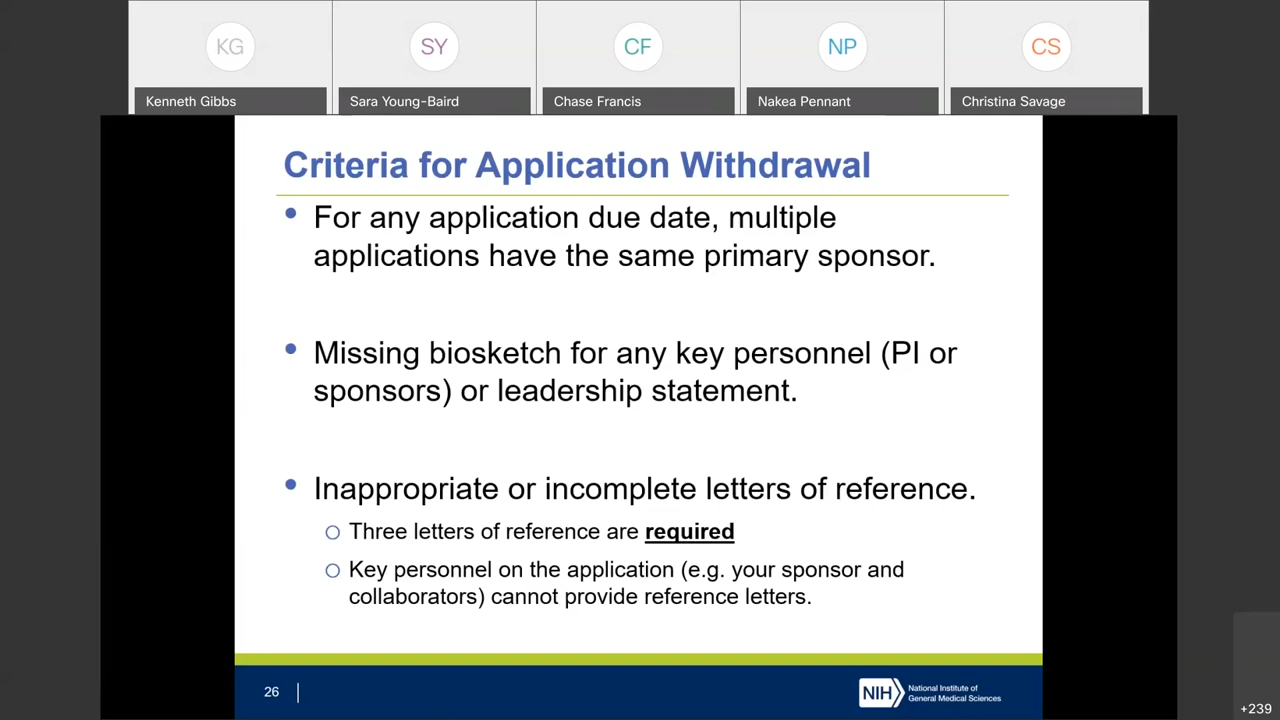 KG
SY
CF
NP
CS
Kenneth Gibbs
Sara Young-Baird
Chase Francis
Nakea Pennant
Christina Savage
Criteria for Application Withdrawal
• For any application due date, multiple
applications have the same primary sponsor.
• Missing biosketch for any key personnel (PI or
sponsors) or leadership statement.
• Inappropriate or incomplete letters of reference.
○ Three letters of reference are required
○ Key personnel on the application (e.g. your sponsor and
collaborators) cannot provide reference letters.
26
NIH
National Institute of
General Medical Sciences
+239